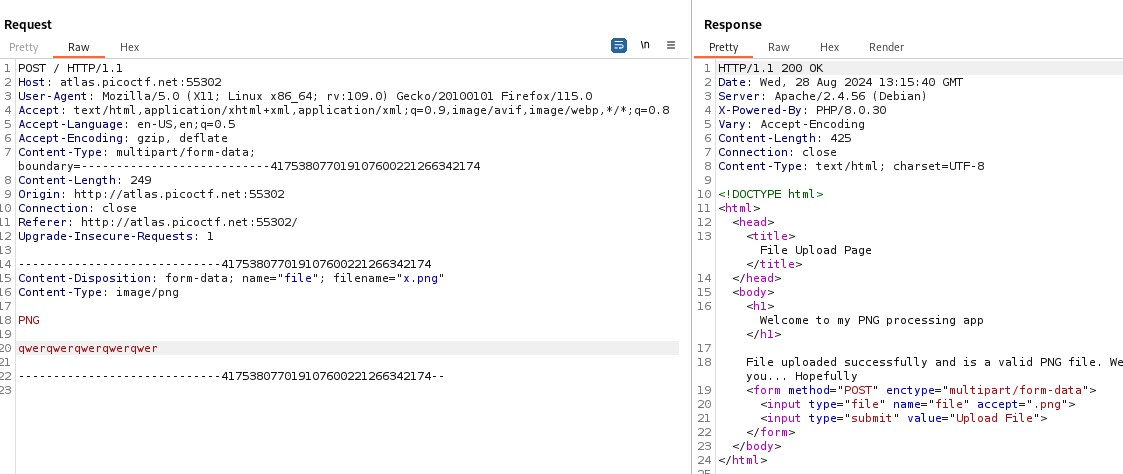 Request
Pretty Raw Hex
\n
1 POST / HTTP/1.1
2 Host: atlas.picoctf.net:55302
3 User-Agent: Mozilla/5.0 (X11; Linux x86_64; rv:109.0) Gecko/20100101 Firefox/115.0
4 Accept: text/html,application/xhtml+xml,application/xml;q=0.9,image/avif,image/webp,*/*;q=0.8
5 Accept-Language: en-US,en;q=0.5
6 Accept-Encoding: gzip, deflate
7 Content-Type: multipart/form-data;
boundary=---------------------------417538077019107600221266342174
8 Content-Length: 249
9 Origin: http://atlas.picoctf.net:55302
10 Connection: close
11 Referer: http://atlas.picoctf.net:55302/
12 Upgrade-Insecure-Requests: 1
13
14 -----------------------------417538077019107600221266342174
15 Content-Disposition: form-data; name="file"; filename="x.png"
16 Content-Type: image/png
17
18 PNG
19
20 qwerqwerqwerqwerqwer
21
22 -----------------------------417538077019107600221266342174--
23
Response
Pretty Raw Hex Render
1 HTTP/1.1 200 OK
2 Date: Wed, 28 Aug 2024 13:15:40 GMT
3 Server: Apache/2.4.56 (Debian)
4 X-Powered-By: PHP/8.0.30
5 Vary: Accept-Encoding
6 Content-Length: 425
7 Connection: close
8 Content-Type: text/html; charset=UTF-8
9
10 <!DOCTYPE html>
11 <html>
12 <head>
13 <title>
File Upload Page
</title>
14 </head>
15 <body>
16 <h1>
Welcome to my PNG processing app
</h1>
17
18 File uploaded successfully and is a valid PNG file. We
you... Hopefully
19 <form method="POST" enctype="multipart/form-data">
20 <input type="file" name="file" accept=".png">
21 <input type="submit" value="Upload File">
22 </form>
23 </body>
24 </html>